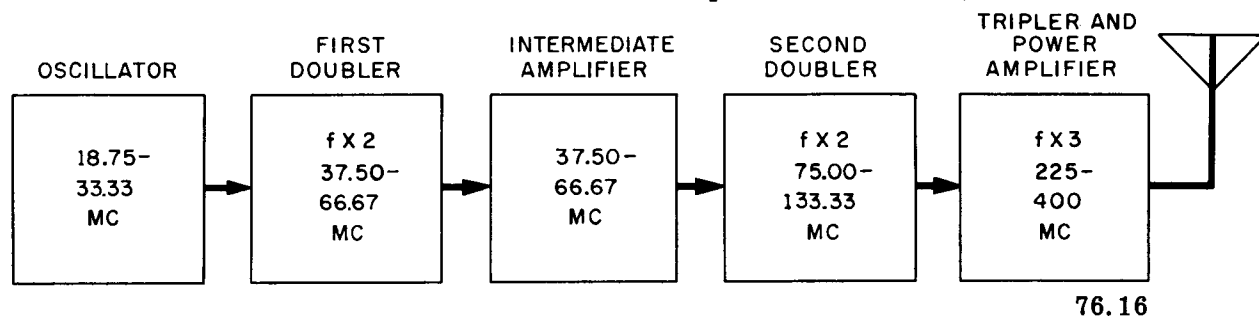 OSCILLATOR
18.75-
33.33
MC
FIRST
DOUBLER
f X 2
37.50-
66.67
MC
INTERMEDIATE
AMPLIFIER
37.50-
66.67
MC
SECOND
DOUBLER
f X 2
75.00-
133.33
MC
TRIPLER AND
POWER
AMPLIFIER
f X 3
225-
400
MC
76.16